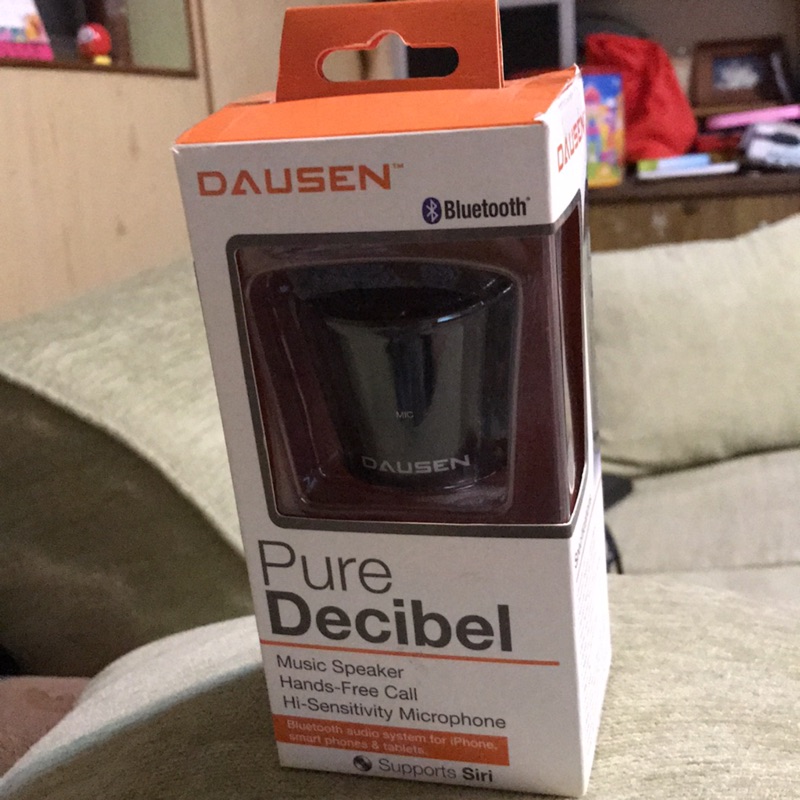 DAUSEN™
Bluetooth®
DAUSEN
MIC
DAUSEN
Pure
Decibel
Music Speaker
Hands-Free Call
Hi-Sensitivity Microphone
Bluetooth audio system for iPhone,
smart phones & tablets.
Supports Siri